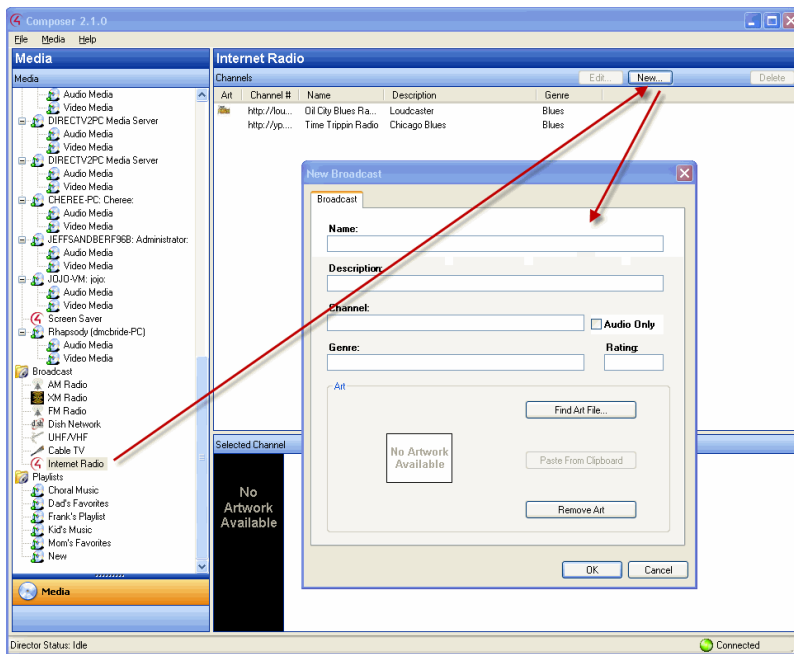 Composer 2.1.0
File Media Help
Media
Media
Audio Media
Video Media
DIRECTV2PC Media Server
Audio Media
Video Media
DIRECTV2PC Media Server
Audio Media
Video Media
CHEREE-PC: Cheree:
Audio Media
Video Media
JEFFSANDBERF96B: Administrator:
Audio Media
Video Media
JOJO-VM: jojo:
Audio Media
Video Media
Screen Saver
Rhapsody (dmcbride-PC)
Audio Media
Video Media
Broadcast
AM Radio
XM Radio
FM Radio
Dish Network
UHF/VHF
Cable TV
Internet Radio
Playlists
Choral Music
Dad's Favorites
Frank's Playlist
Kid's Music
Mom's Favorites
New
Media
Internet Radio
Channels Edit... New... Delete
Art Channel # Name Description Genre
http://lou... Oil City Blues Ra... Loudcaster Blues
http://yp.... Time Trippin Radio Chicago Blues Blues
New Broadcast
Broadcast
Name:
Description:
Channel:
Audio Only
Genre: Rating:
Art
Find Art File...
No Artwork
Available
Paste From Clipboard
Remove Art
OK Cancel
Selected Channel
No
Artwork
Available
Director Status: Idle Connected